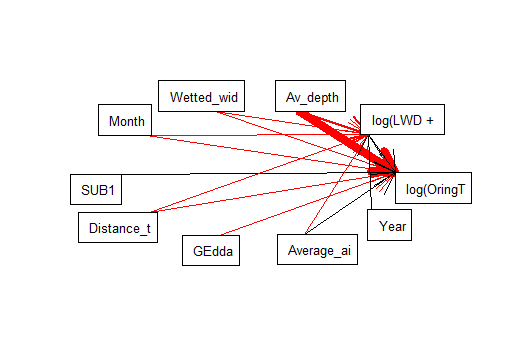 Wetted_wid
Av_depth
Month
log(LWD +
SUB1
log(OringT
Distance_t
Year
GEdda
Average_ai